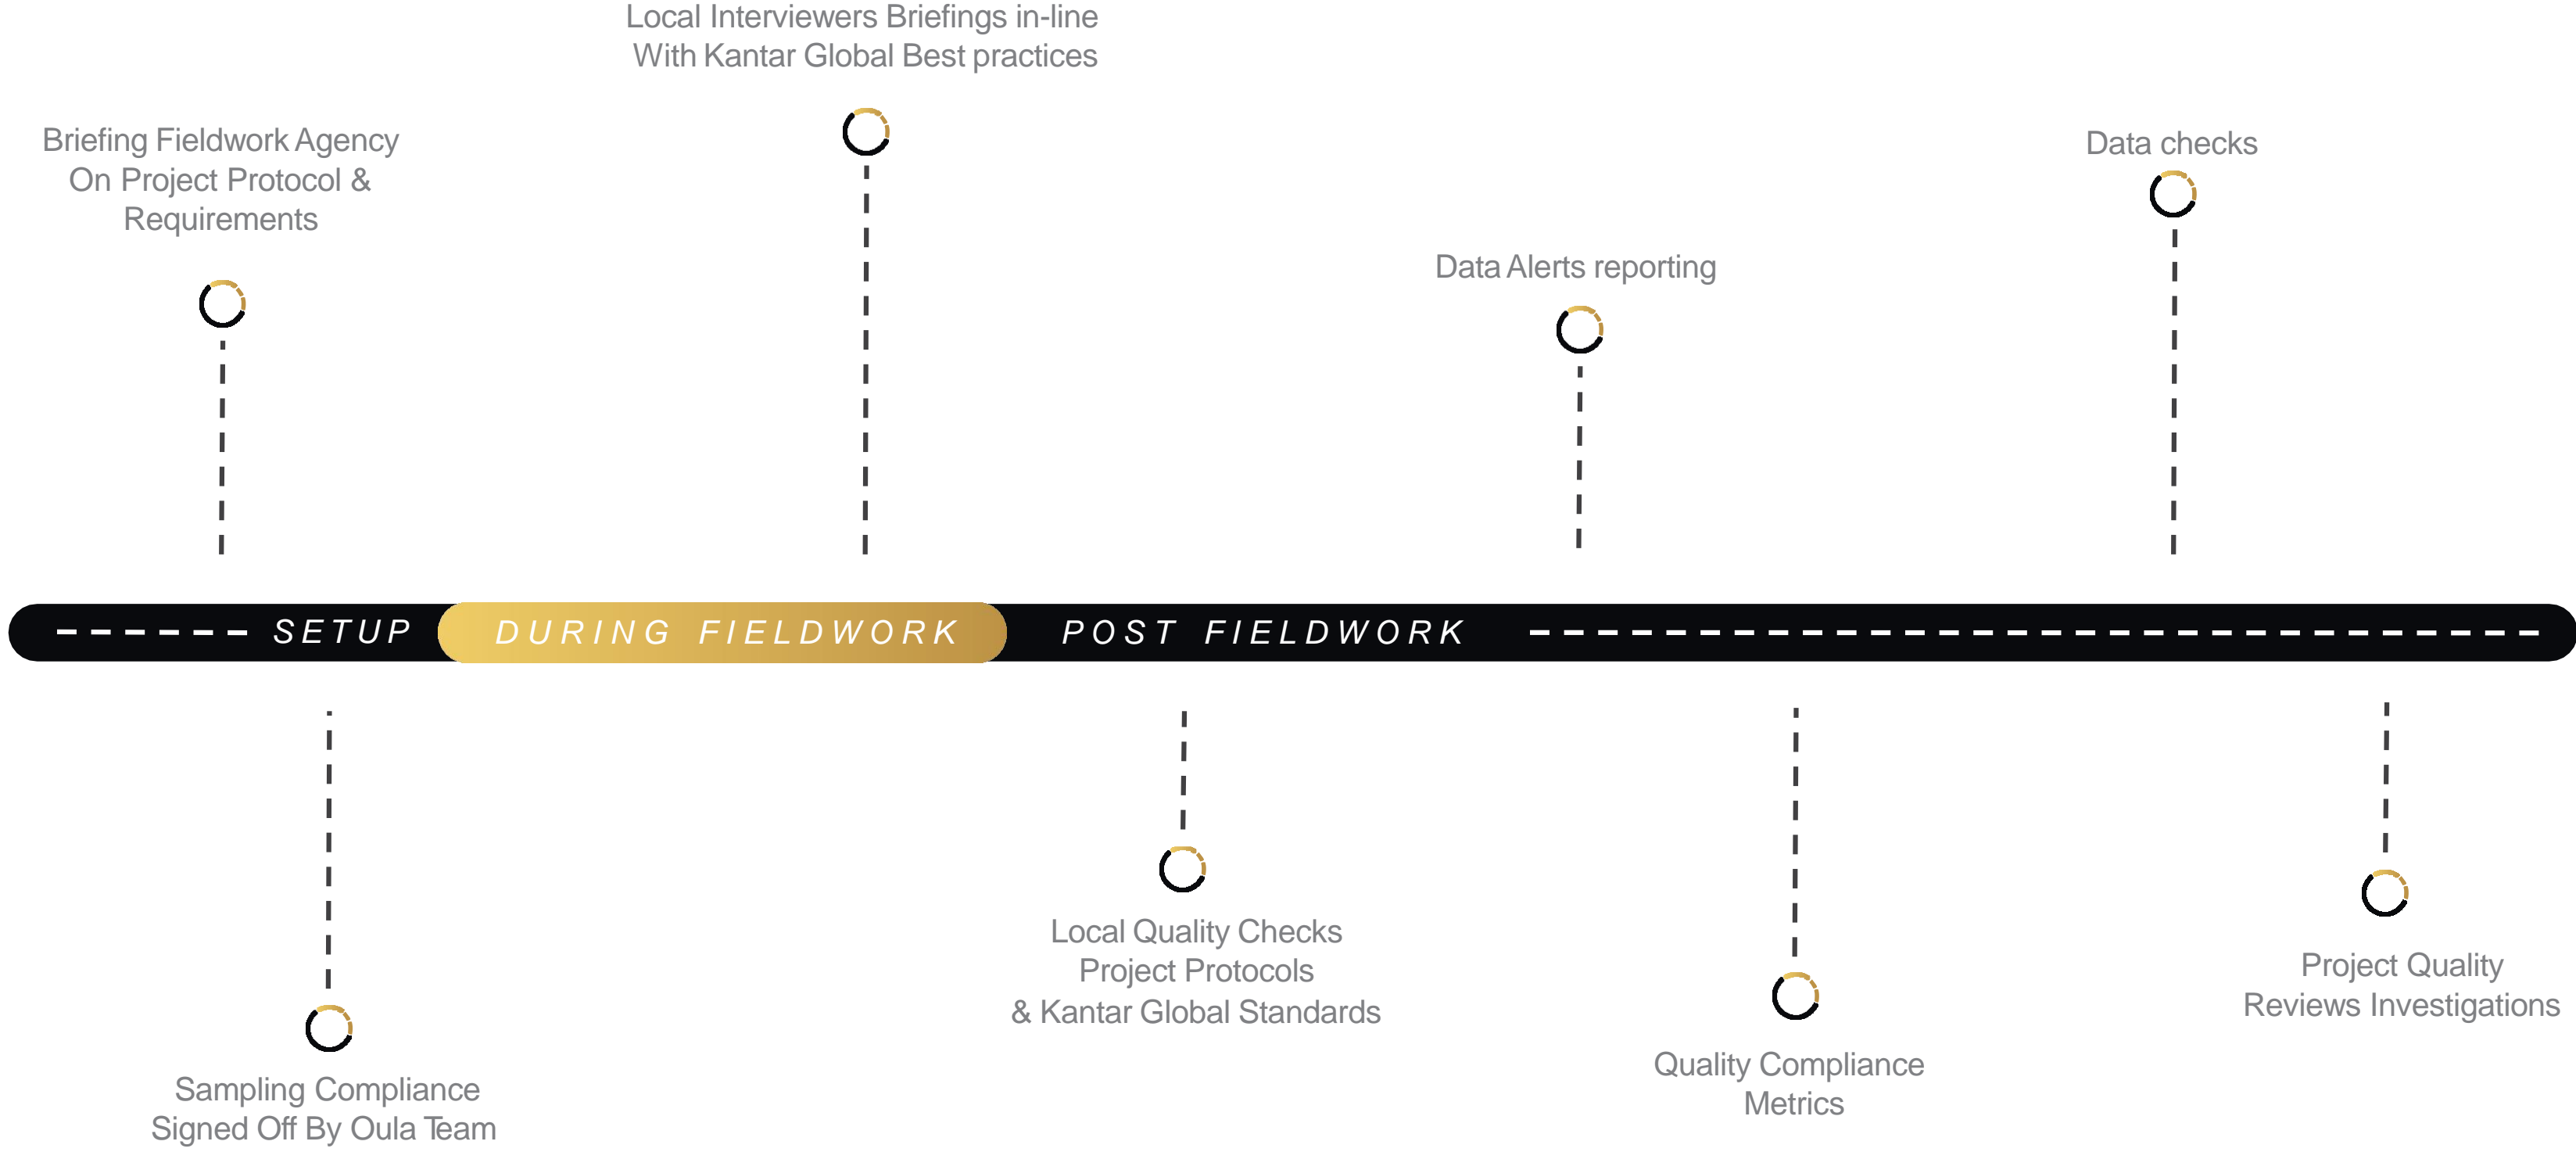 Local Interviewers Briefings in-line
With Kantar Global Best practices
Briefing Fieldwork Agency
On Project Protocol &
Requirements
Data checks
Data Alerts reporting
SETUP
DURING FIELDWORK
POST FIELDWORK
Local Quality Checks
Project Protocols
& Kantar Global Standards
Project Quality
Reviews Investigations
Quality Compliance
Metrics
Sampling Compliance
Signed Off By Oula Team